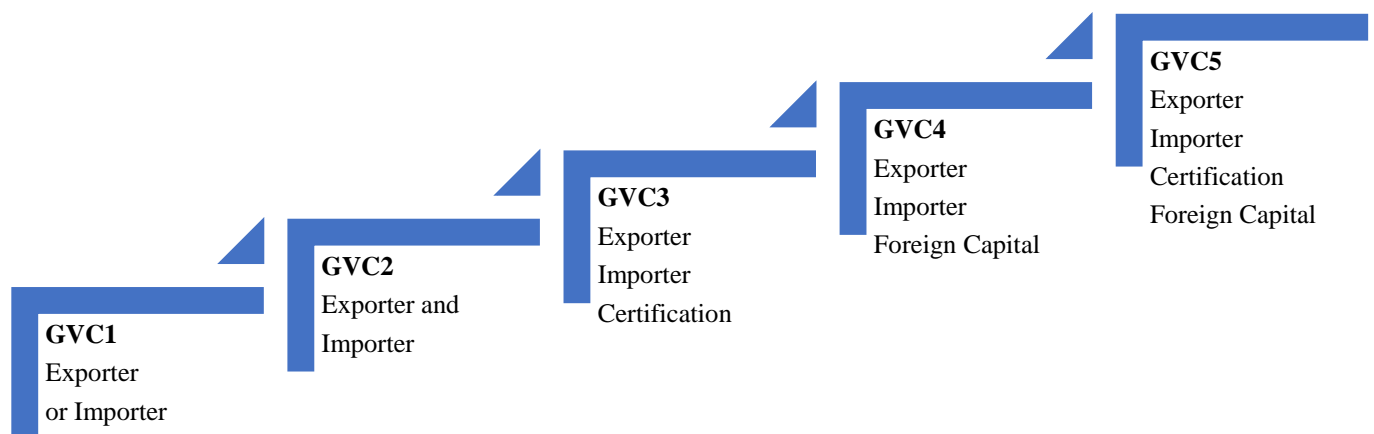 GVC1
Exporter
or Importer
GVC2
Exporter and
Importer
GVC3
Exporter
Importer
Certification
GVC4
Exporter
Importer
Foreign Capital
GVC5
Exporter
Importer
Certification
Foreign Capital